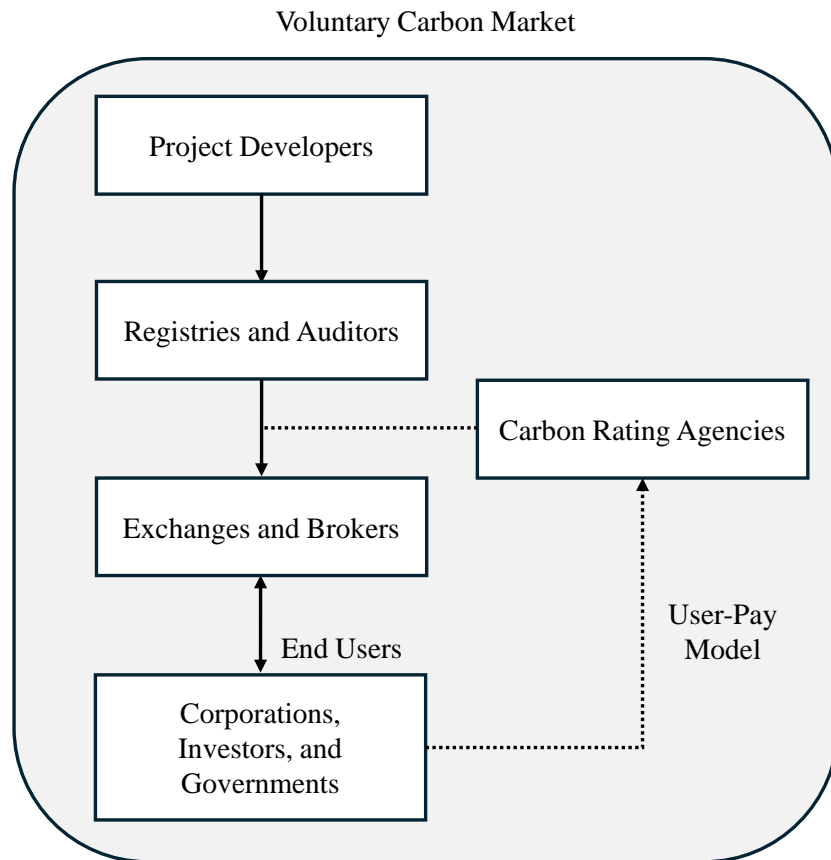 Voluntary Carbon Market
Project Developers
Registries and Auditors
Carbon Rating Agencies
Exchanges and Brokers
User-Pay
Model
End Users
Corporations,
Investors, and
Governments